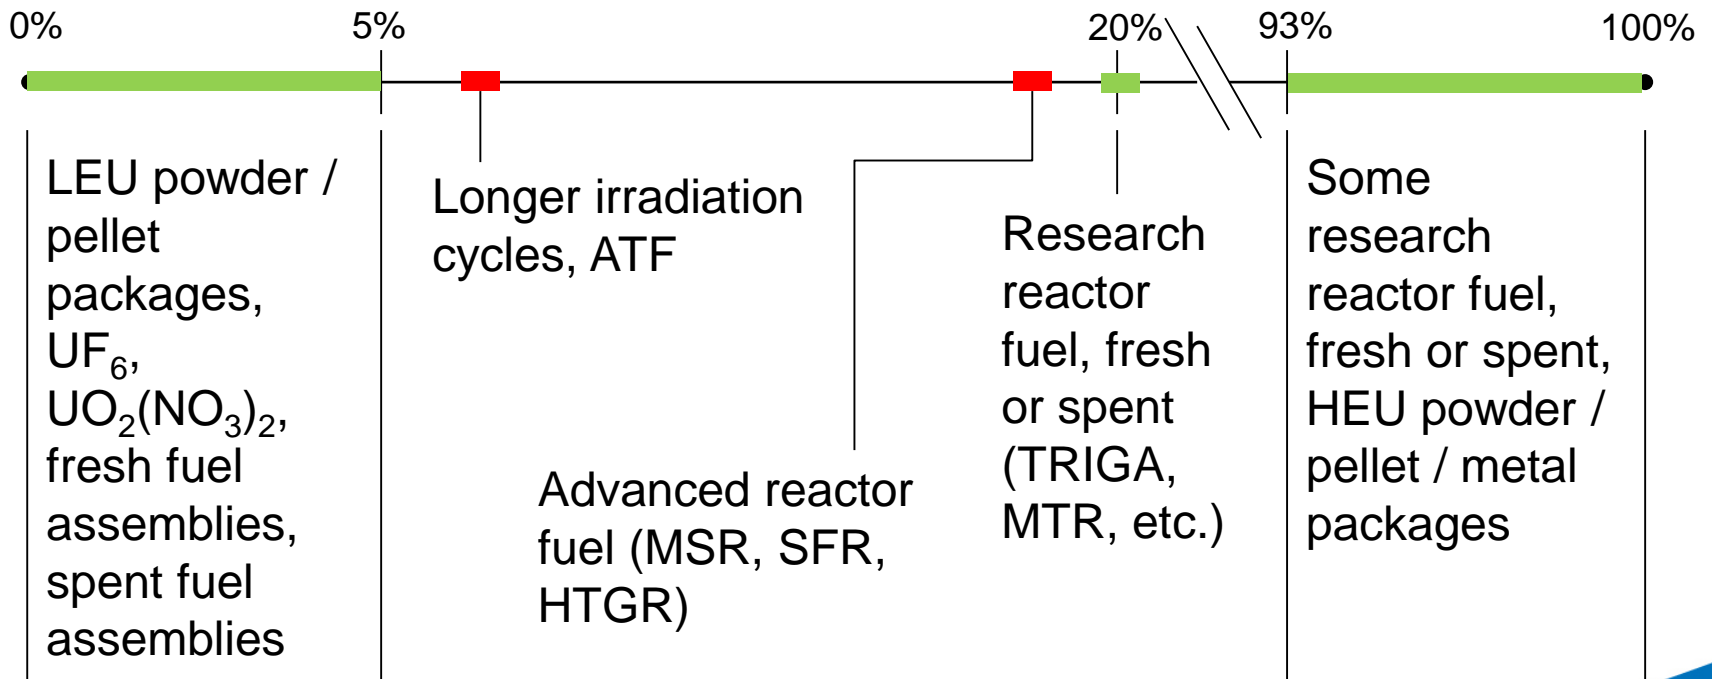 0%
5%
20%
93%
100%
LEU powder /
pellet
packages,
UF₆,
UO₂(NO₃)₂,
fresh fuel
assemblies,
spent fuel
assemblies
Longer irradiation
cycles, ATF
Advanced reactor
fuel (MSR, SFR,
HTGR)
Research
reactor
fuel, fresh
or spent
(TRIGA,
MTR, etc.)
Some
research
reactor fuel,
fresh or spent,
HEU powder /
pellet / metal
packages